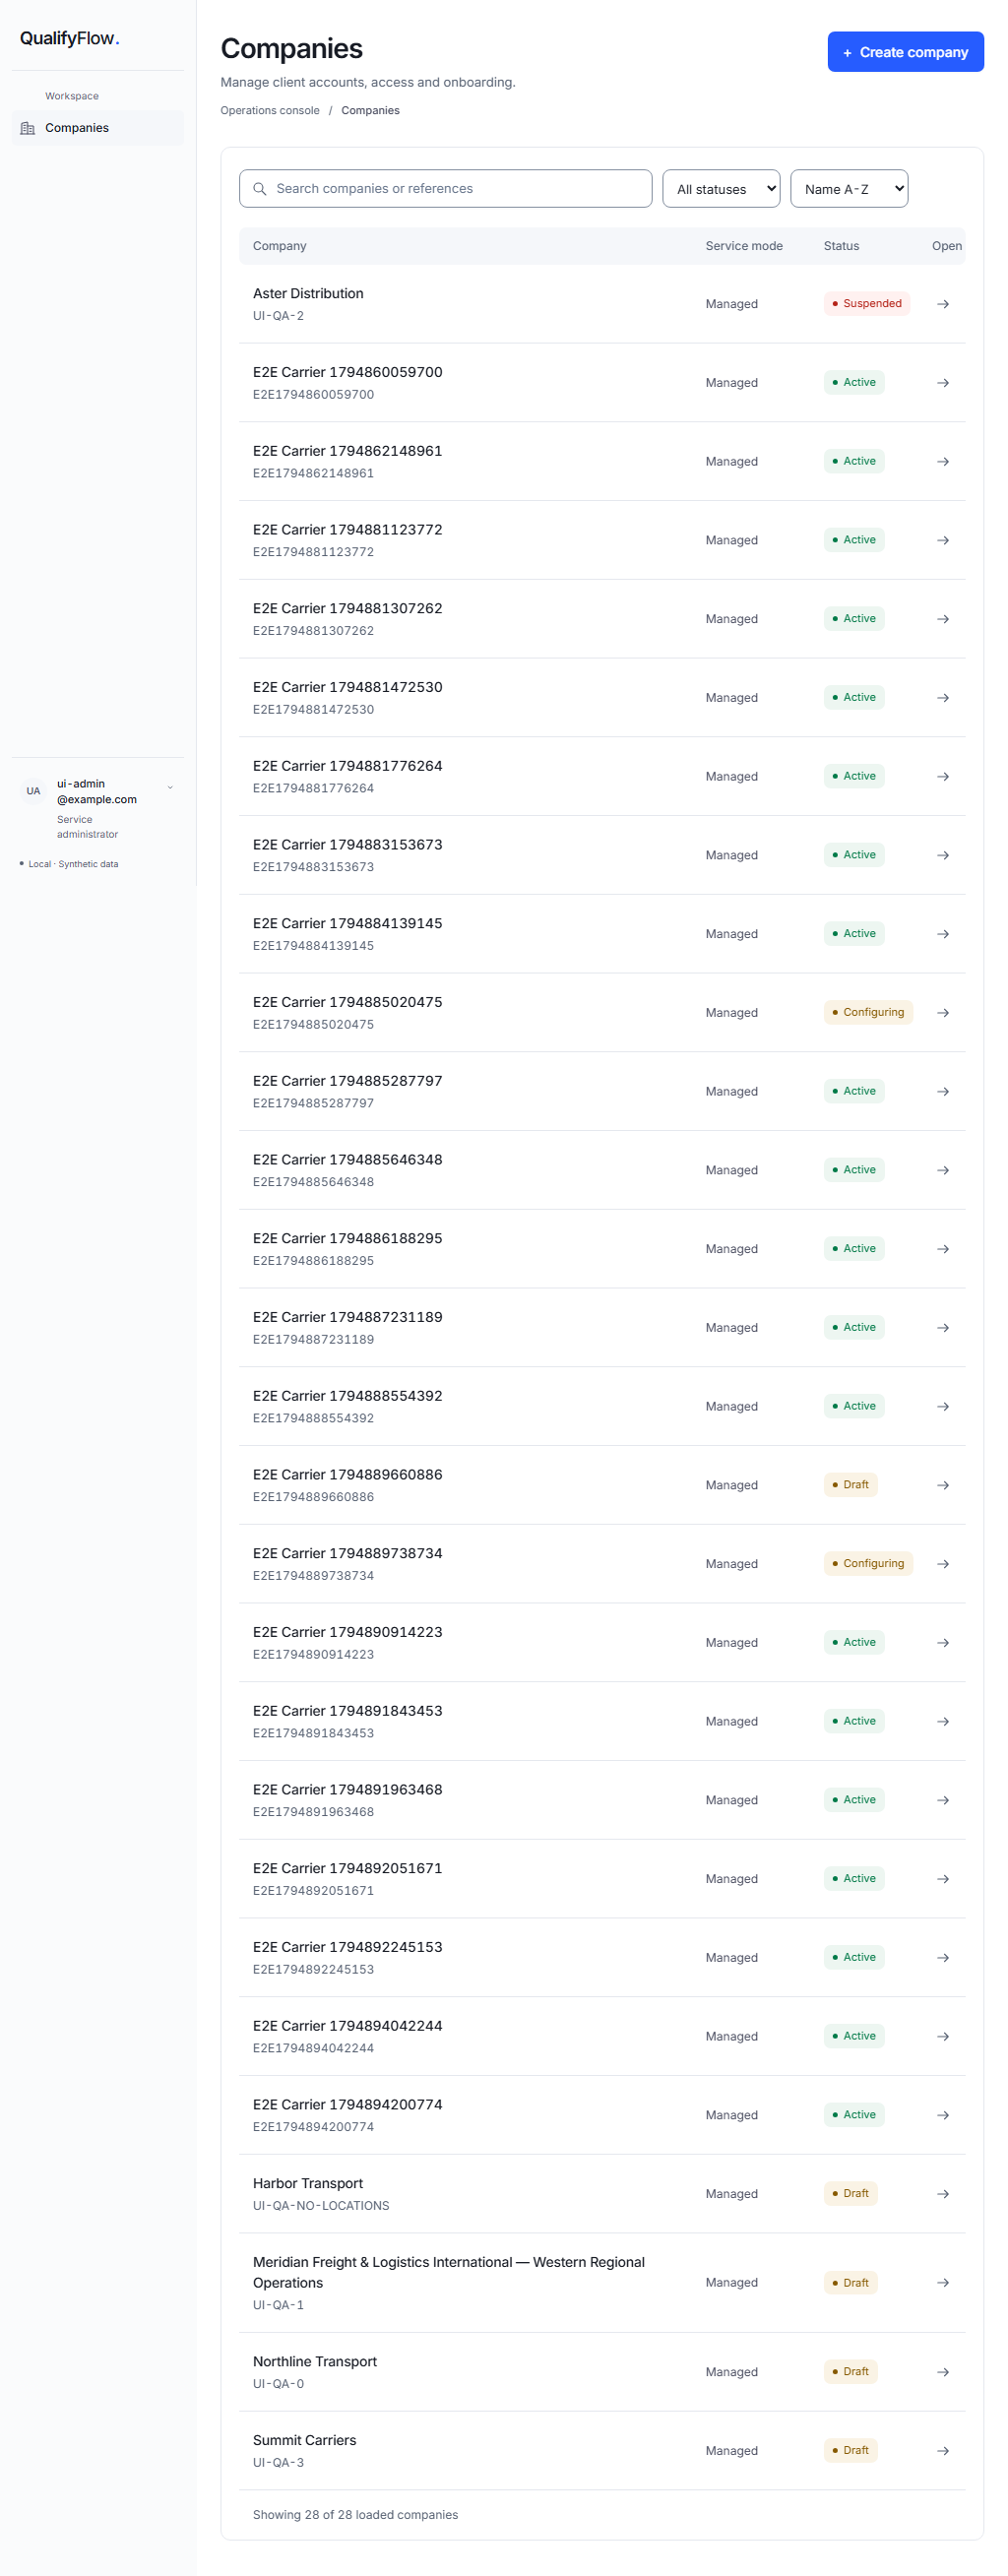 QualifyFlow.
Workspace
Companies
UA
ui-admin
@example.com
Service
administrator
Local · Synthetic data
Companies
+ Create company
Manage client accounts, access and onboarding.
Operations console / Companies
Search companies or references
All statuses
Name A-Z
Company Service mode Status Open
Aster Distribution
UI-QA-2
Managed
Suspended
E2E Carrier 1794860059700
E2E1794860059700
Managed
Active
E2E Carrier 1794862148961
E2E1794862148961
Managed
Active
E2E Carrier 1794881123772
E2E1794881123772
Managed
Active
E2E Carrier 1794881307262
E2E1794881307262
Managed
Active
E2E Carrier 1794881472530
E2E1794881472530
Managed
Active
E2E Carrier 1794881776264
E2E1794881776264
Managed
Active
E2E Carrier 1794883153673
E2E1794883153673
Managed
Active
E2E Carrier 1794884139145
E2E1794884139145
Managed
Active
E2E Carrier 1794885020475
E2E1794885020475
Managed
Configuring
E2E Carrier 1794885287797
E2E1794885287797
Managed
Active
E2E Carrier 1794885646348
E2E1794885646348
Managed
Active
E2E Carrier 1794886188295
E2E1794886188295
Managed
Active
E2E Carrier 1794887231189
E2E1794887231189
Managed
Active
E2E Carrier 1794888554392
E2E1794888554392
Managed
Active
E2E Carrier 1794889660886
E2E1794889660886
Managed
Draft
E2E Carrier 1794889738734
E2E1794889738734
Managed
Configuring
E2E Carrier 1794890914223
E2E1794890914223
Managed
Active
E2E Carrier 1794891843453
E2E1794891843453
Managed
Active
E2E Carrier 1794891963468
E2E1794891963468
Managed
Active
E2E Carrier 1794892051671
E2E1794892051671
Managed
Active
E2E Carrier 1794892245153
E2E1794892245153
Managed
Active
E2E Carrier 1794894042244
E2E1794894042244
Managed
Active
E2E Carrier 1794894200774
E2E1794894200774
Managed
Active
Harbor Transport
UI-QA-NO-LOCATIONS
Managed
Draft
Meridian Freight & Logistics International — Western Regional
Operations
UI-QA-1
Managed
Draft
Northline Transport
UI-QA-0
Managed
Draft
Summit Carriers
UI-QA-3
Managed
Draft
Showing 28 of 28 loaded companies